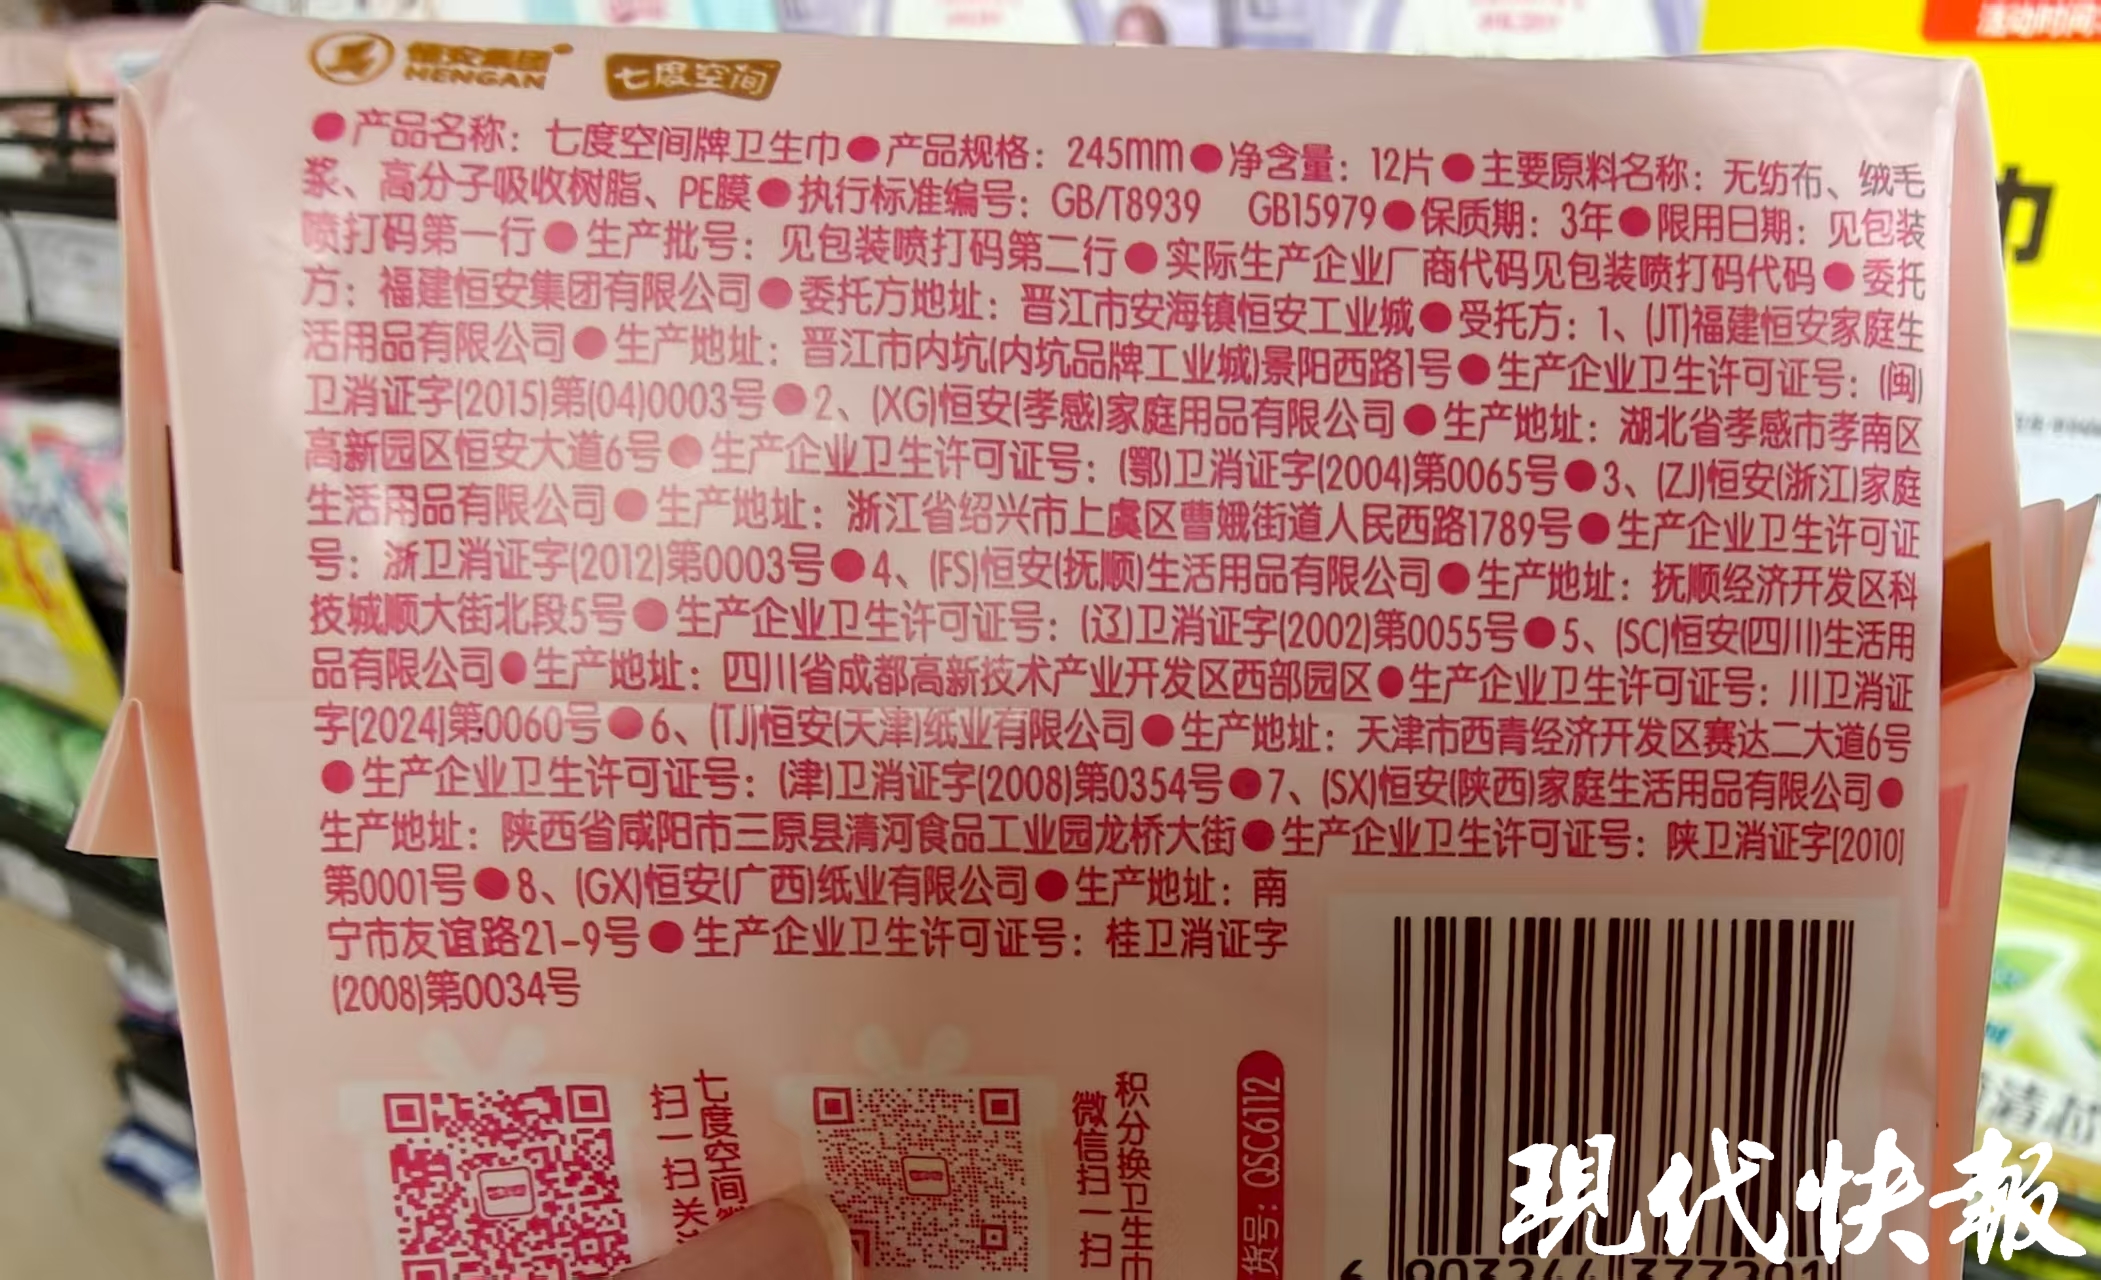 恒安集团
HENGAN
七度空间
●产品名称：七度空间牌卫生巾●产品规格：245mm●净含量：12片●主要原料名称：无纺布、绒毛
浆、高分子吸收树脂、PE膜●执行标准编号：GB/T8939 GB15979●保质期：3年●限用日期：见包装
喷打码第一行●生产批号：见包装喷打码第二行●实际生产企业厂商代码见包装喷打码代码●委托
方：福建恒安集团有限公司●委托方地址：晋江市安海镇恒安工业城●受托方：1、(JT)福建恒安家庭生
活用品有限公司●生产地址：晋江市内坑(内坑品牌工业城)景阳西路1号●生产企业卫生许可证号：(闽)
卫消证字(2015)第(04)0003号●2、(XG)恒安(孝感)家庭用品有限公司●生产地址：湖北省孝感市孝南区
高新园区恒安大道6号●生产企业卫生许可证号：(鄂)卫消证字(2004)第0065号●3、(ZJ)恒安(浙江)家庭
生活用品有限公司●生产地址：浙江省绍兴市上虞区曹娥街道人民西路1789号●生产企业卫生许可证
号：浙卫消证字(2012)第0003号●4、(FS)恒安(抚顺)生活用品有限公司●生产地址：抚顺经济开发区科
技城顺大街北段5号●生产企业卫生许可证号：(辽)卫消证字(2002)第0055号●5、(SC)恒安(四川)生活用
品有限公司●生产地址：四川省成都高新技术产业开发区西部园区●生产企业卫生许可证号：川卫消证
字(2024)第0060号●6、(TJ)恒安(天津)纸业有限公司●生产地址：天津市西青经济开发区赛达二大道6号
●生产企业卫生许可证号：(津)卫消证字(2008)第0354号●7、(SX)恒安(陕西)家庭生活用品有限公司●
生产地址：陕西省咸阳市三原县清河食品工业园龙桥大街●生产企业卫生许可证号：陕卫消证字[2010]
第0001号●8、(GX)恒安(广西)纸业有限公司●生产地址：南
宁市友谊路21-9号●生产企业卫生许可证号：桂卫消证字
(2008)第0034号
七度空间
扫一扫关
积分换卫生巾
微信扫一扫
货号：QSC6112
活动时间
巾
现代快報